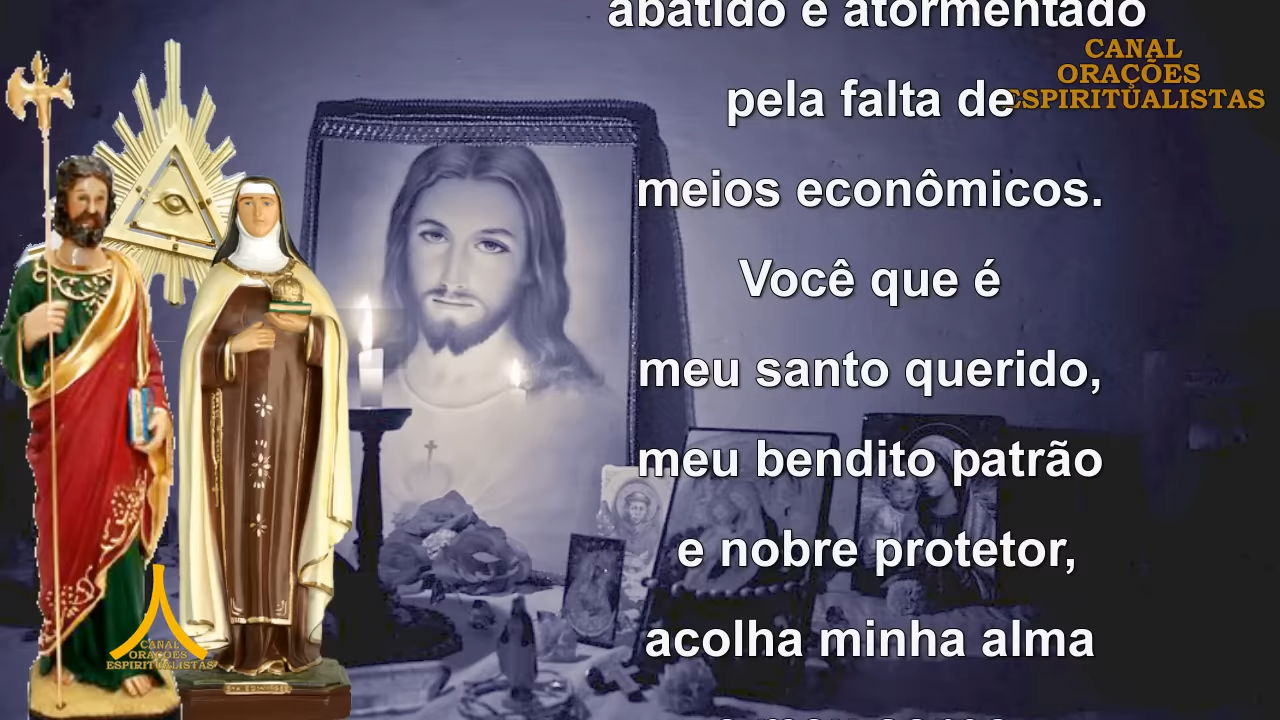 abatido e atormentado
CANAL
ORAÇÕES
ESPIRITUALISTAS
pela falta de
meios econômicos.
Você que é
meu santo querido,
meu bendito patrão
e nobre protetor,
acolha minha alma
CANAL
ORAÇÕES
ESPIRITUALISTAS